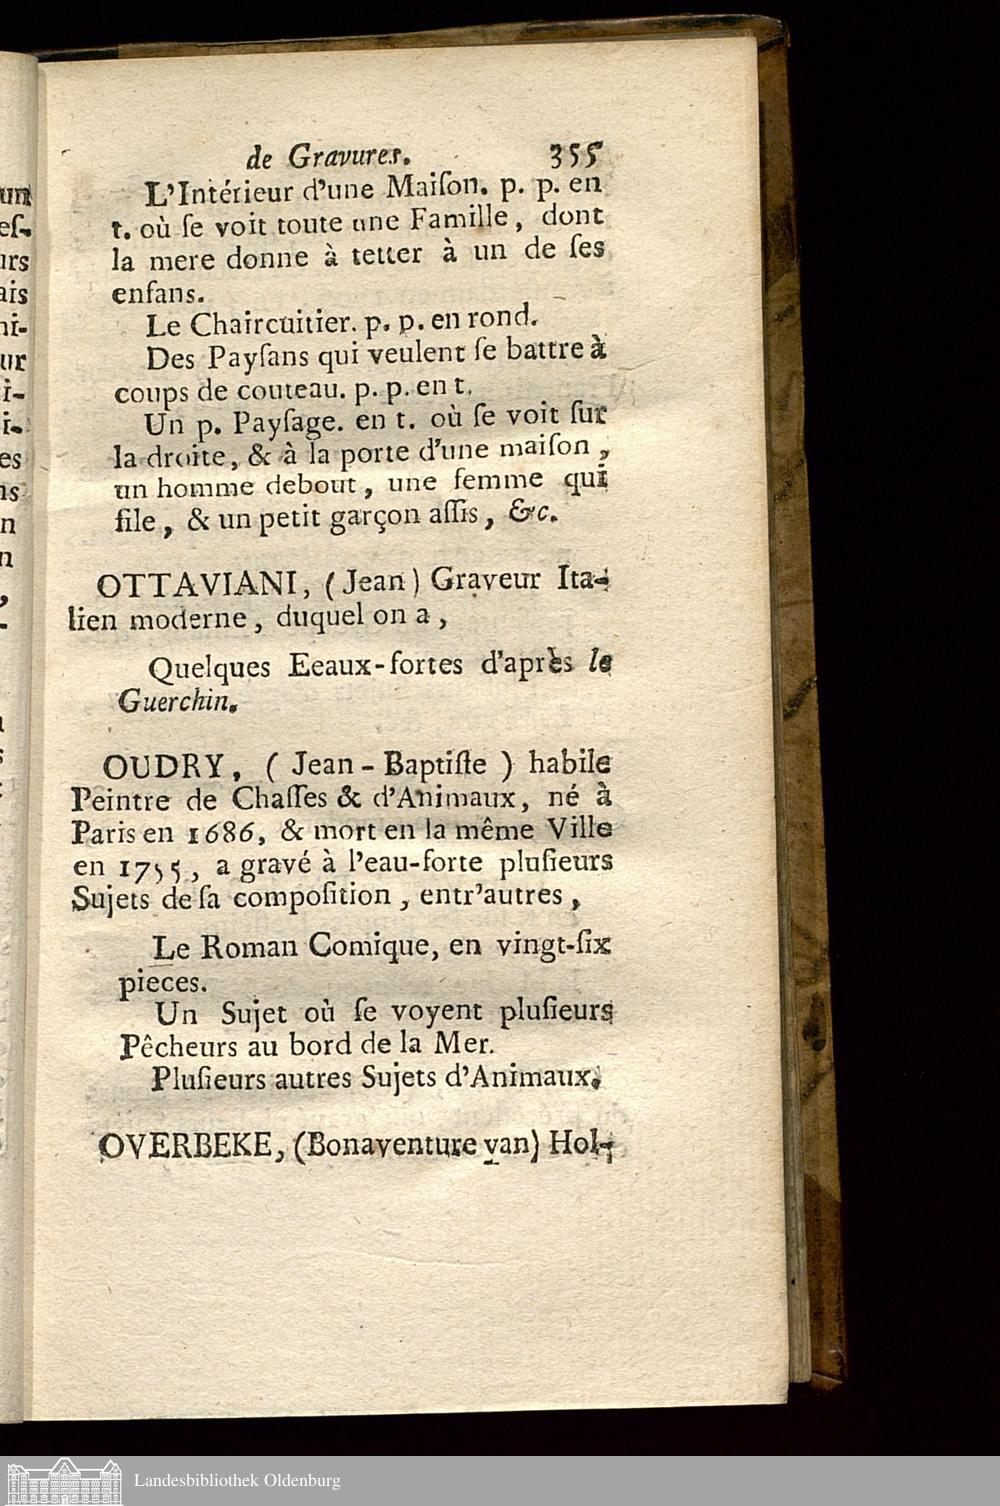 de Gravures. 355
L'Intérieur d'une Maiſon. p. p. en
t. où ſe voit toute une Famille, dont
la mere donne à tetter à un de ſes
enfans.
Le Chaircuitier. p. p. en rond.
Des Payſans qui veulent ſe battre à
coups de couteau. p. p. en t.
Un p. Payſage. en t. où ſe voit ſur
la droite, & à la porte d'une maiſon,
un homme debout, une femme qui
file, & un petit garçon aſſis, &c.
OTTAVIANI, (Jean) Graveur Ita-
lien moderne, duquel on a,
Quelques Eeaux-fortes d'après le
Guerchin.
OUDRY, (Jean-Baptiſte) habile
Peintre de Chaſſes & d'Animaux, né à
Paris en 1686, & mort en la même Ville
en 1755, a gravé à l'eau-forte pluſieurs
Sujets de ſa compoſition, entr'autres,
Le Roman Comique, en vingt-ſix
pieces.
Un Sujet où ſe voyent pluſieurs
Pêcheurs au bord de la Mer.
Pluſieurs autres Sujets d'Animaux.
OVERBEKE, (Bonaventure van) Hol-
Landesbibliothek Oldenburg